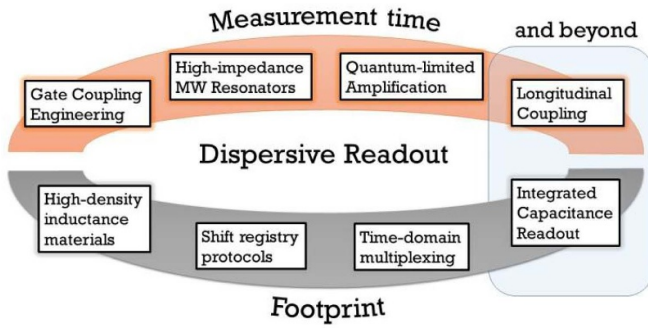 Measurement time
and beyond
Gate Coupling
Engineering
High-impedance
MW Resonators
Quantum-limited
Amplification
Longitudinal
Coupling
Dispersive Readout
High-density
inductance
materials
Shift registry
protocols
Time-domain
multiplexing
Integrated
Capacitance
Readout
Footprint